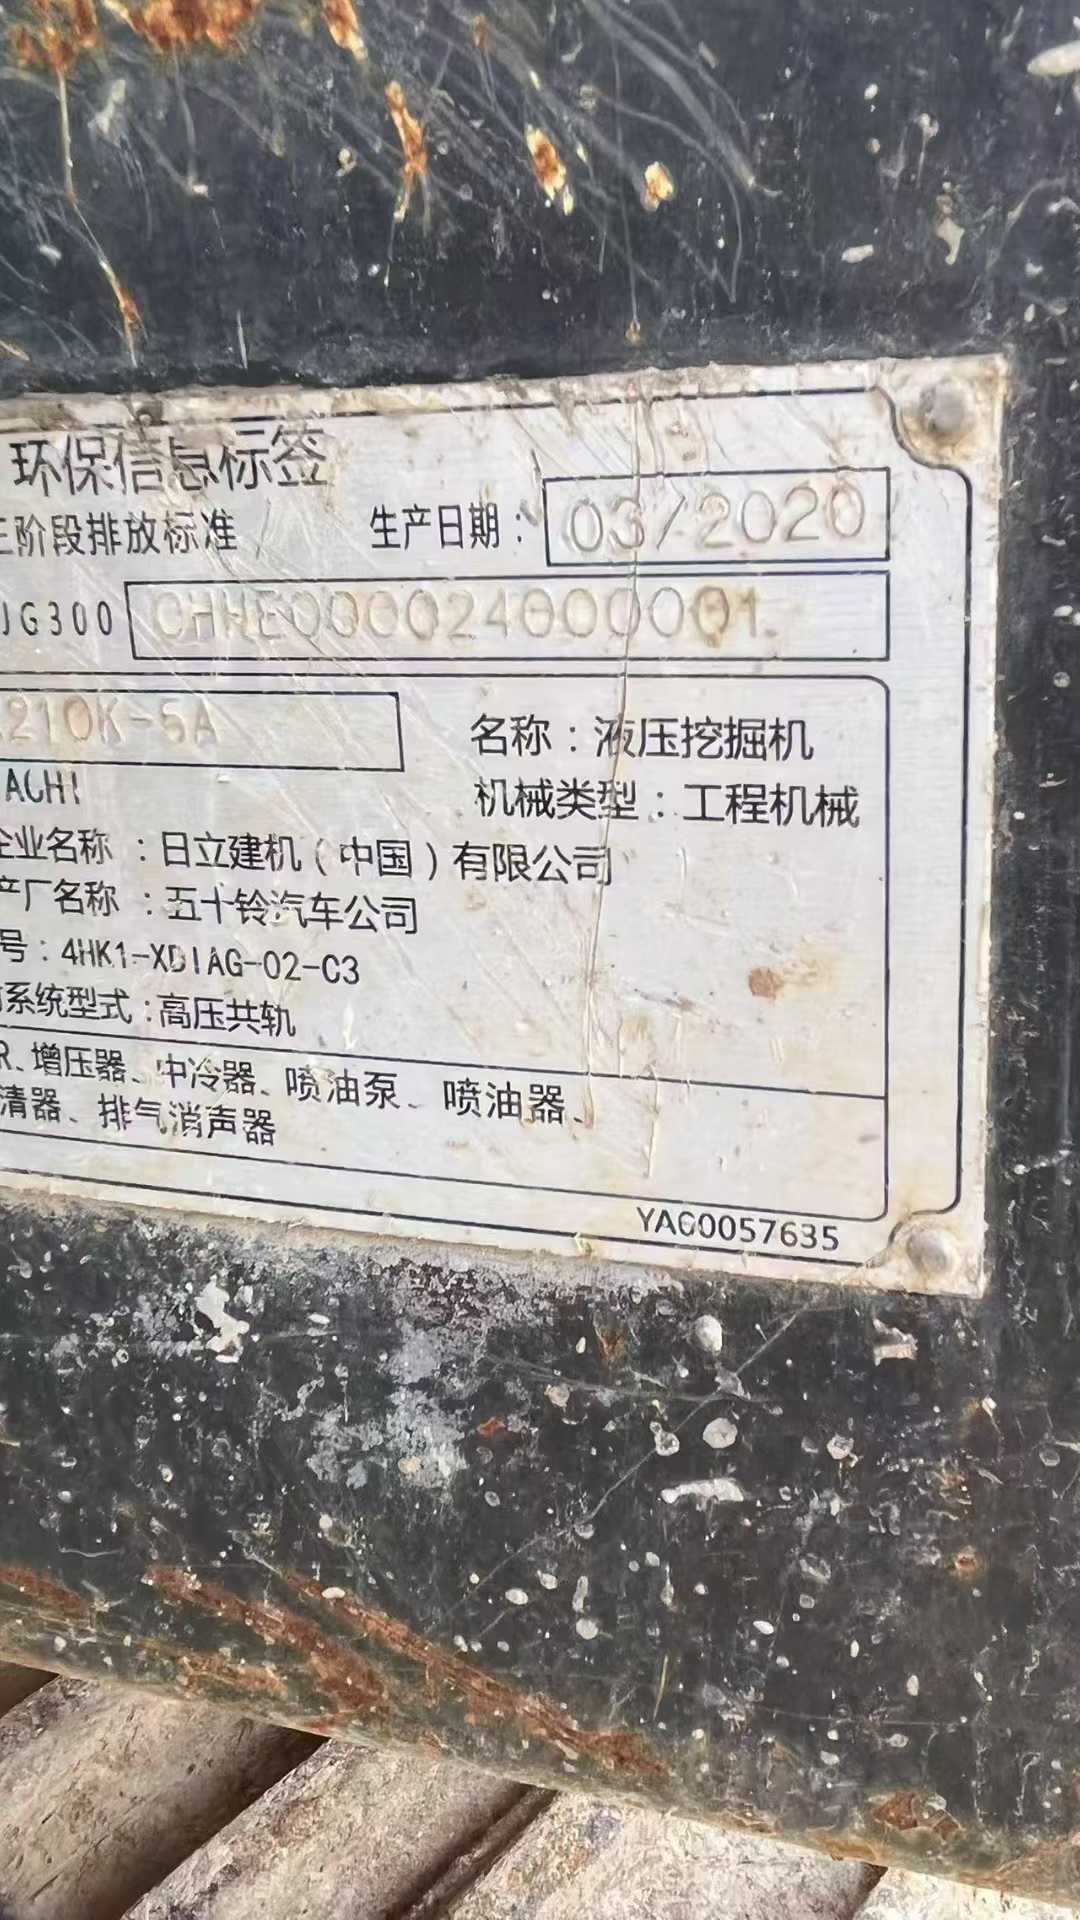 环保信息标签
三阶段排放标准 生产日期: 03/2020
JG300 CHHE000024000001
210K-5A 名称:液压挖掘机
ACHI 机械类型:工程机械
企业名称:日立建机(中国)有限公司
产厂名称:五十铃汽车公司
号:4HK1-XDIAG-02-C3
系统型式:高压共轨
R、增压器、中冷器、喷油泵、喷油器、
清器、排气消声器
YA60057635